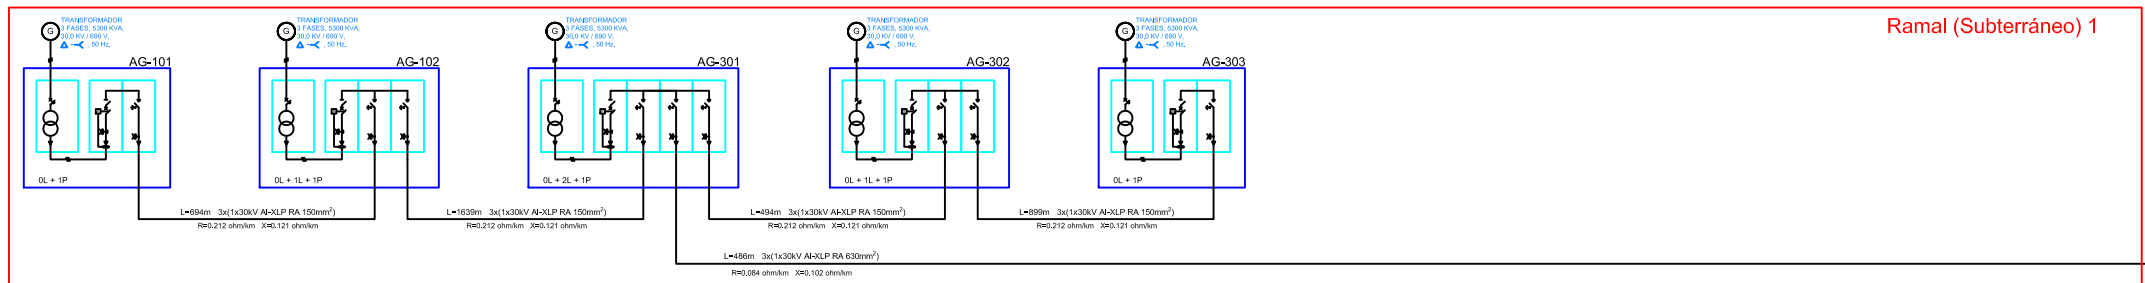 Ramal (Subterráneo) 1
G
TRANSFORMADOR
3 FASES, 5300 KVA,
30,0 KV / 690 V,
, 50 Hz.
AG-101
0L + 1P
G
TRANSFORMADOR
3 FASES, 5300 KVA,
30,0 KV / 690 V,
, 50 Hz.
AG-102
0L + 1L + 1P
G
TRANSFORMADOR
3 FASES, 5300 KVA,
30,0 KV / 690 V,
, 50 Hz.
AG-301
0L + 2L + 1P
G
TRANSFORMADOR
3 FASES, 5300 KVA,
30,0 KV / 690 V,
, 50 Hz.
AG-302
0L + 1L + 1P
G
TRANSFORMADOR
3 FASES, 5300 KVA,
30,0 KV / 690 V,
, 50 Hz.
AG-303
0L + 1P
L=694m 3x(1x30kV Al-XLP RA 150mm²)
R=0.212 ohm/km X=0.121 ohm/km
L=1639m 3x(1x30kV Al-XLP RA 150mm²)
R=0.212 ohm/km X=0.121 ohm/km
L=494m 3x(1x30kV Al-XLP RA 150mm²)
R=0.212 ohm/km X=0.121 ohm/km
L=899m 3x(1x30kV Al-XLP RA 150mm²)
R=0.212 ohm/km X=0.121 ohm/km
L=486m 3x(1x30kV Al-XLP RA 630mm²)
R=0,084 ohm/km X=0,102 ohm/km